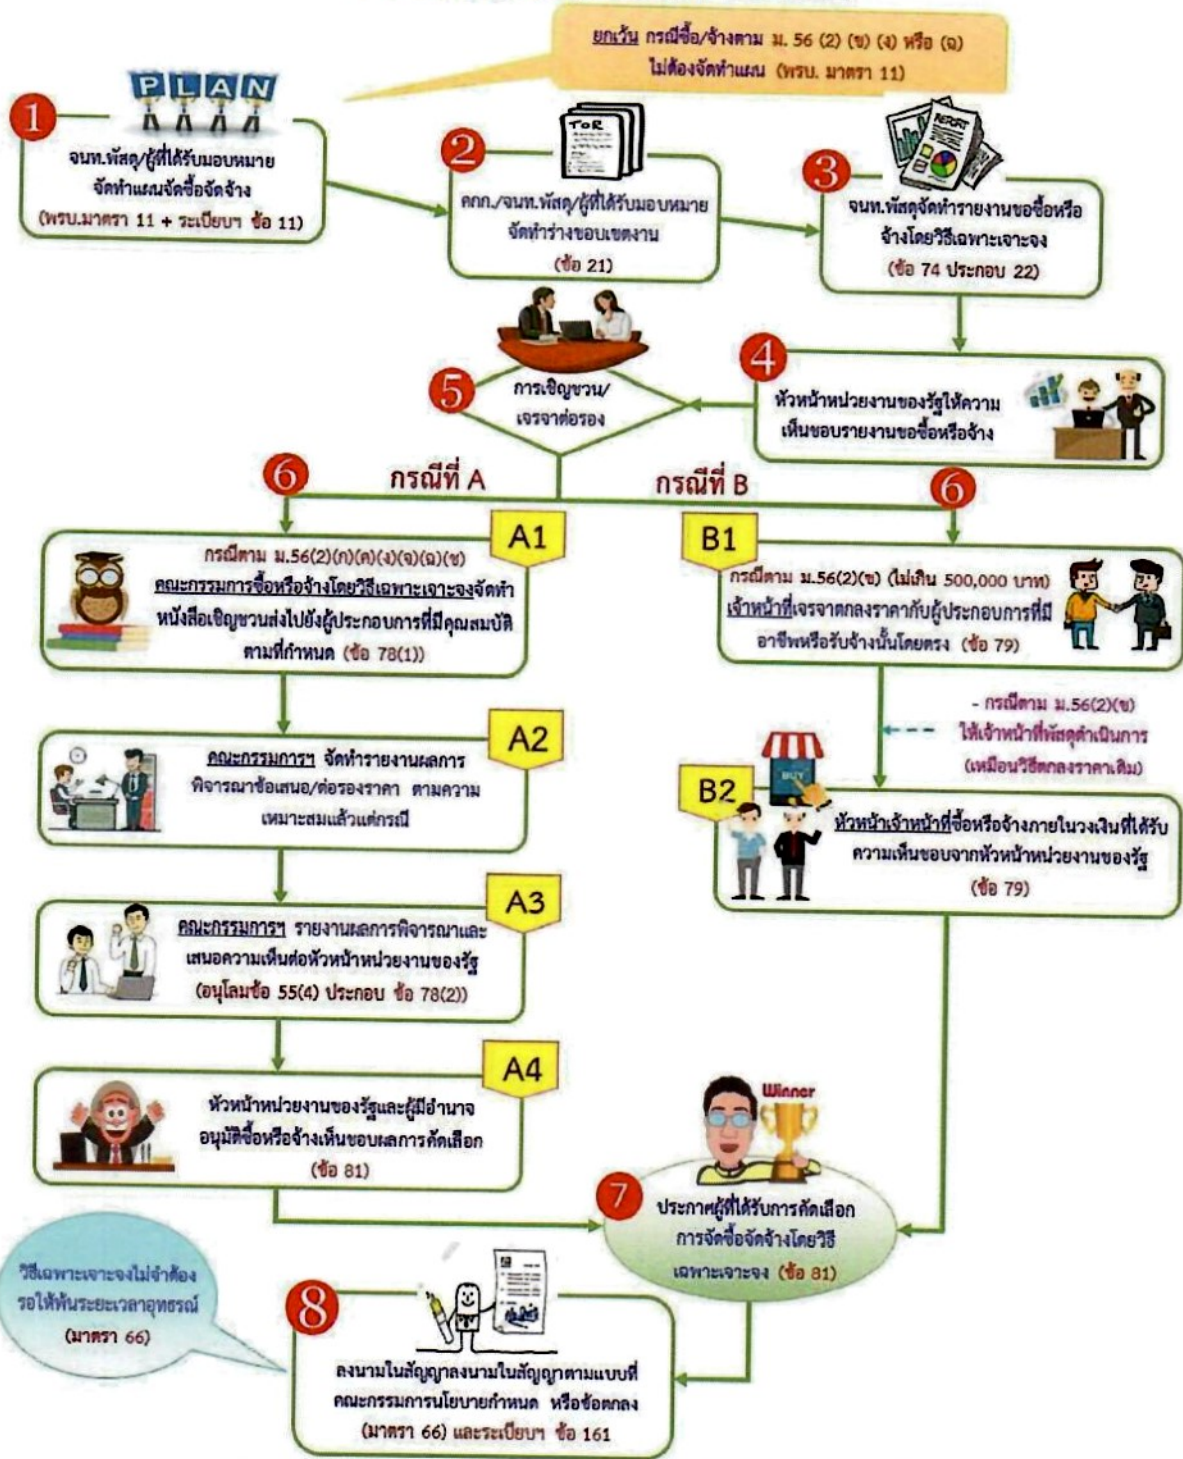 ยกเว้น กรณีซื้อ/จ้างตาม ม. 56 (2) (ข) (ง) หรือ (ฉ)
ไม่ต้องจัดทำแผน (พรบ. มาตรา 11)
PLAN
1
จนท.พัสดุ/ผู้ที่ได้รับมอบหมาย
จัดทำแผนจัดซื้อจัดจ้าง
(พรบ.มาตรา 11 + ระเบียบฯ ข้อ 11)
TOR
2
คกก./จนท.พัสดุ/ผู้ที่ได้รับมอบหมาย
จัดทำร่างขอบเขตงาน
(ข้อ 21)
REPORT
3
จนท.พัสดุจัดทำรายงานขอซื้อหรือ
จ้างโดยวิธีเฉพาะเจาะจง
(ข้อ 74 ประกอบ 22)
4
หัวหน้าหน่วยงานของรัฐให้ความ
เห็นชอบรายงานขอซื้อหรือจ้าง
5
การเชิญชวน/
เจรจาต่อรอง
6
กรณีที่ A
กรณีที่ B
6
A1
กรณีตาม ม.56(2)(ก)(ค)(ง)(จ)(ฉ)(ช)
คณะกรรมการซื้อหรือจ้างโดยวิธีเฉพาะเจาะจงจัดทำ
หนังสือเชิญชวนส่งไปยังผู้ประกอบการที่มีคุณสมบัติ
ตามที่กำหนด (ข้อ 78(1))
B1
กรณีตาม ม.56(2)(ข) (ไม่เกิน 500,000 บาท)
เจ้าหน้าที่เจรจาตกลงราคากับผู้ประกอบการที่มี
อาชีพหรือรับจ้างนั้นโดยตรง (ข้อ 79)
- กรณีตาม ม.56(2)(ข)
ให้เจ้าหน้าที่พัสดุดำเนินการ
(เหมือนวิธีตกลงราคาเดิม)
A2
คณะกรรมการฯ จัดทำรายงานผลการ
พิจารณาข้อเสนอ/ต่อรองราคา ตามความ
เหมาะสมแล้วแต่กรณี
BUY
B2
หัวหน้าเจ้าหน้าที่ซื้อหรือจ้างภายในวงเงินที่ได้รับ
ความเห็นชอบจากหัวหน้าหน่วยงานของรัฐ
(ข้อ 79)
A3
คณะกรรมการฯ รายงานผลการพิจารณาและ
เสนอความเห็นต่อหัวหน้าหน่วยงานของรัฐ
(อนุโลมข้อ 55(4) ประกอบ ข้อ 78(2))
A4
หัวหน้าหน่วยงานของรัฐและผู้มีอำนาจ
อนุมัติซื้อหรือจ้างเห็นชอบผลการคัดเลือก
(ข้อ 81)
Winner
7
ประกาศผู้ที่ได้รับการคัดเลือก
การจัดซื้อจัดจ้างโดยวิธี
เฉพาะเจาะจง (ข้อ 81)
วิธีเฉพาะเจาะจงไม่จำต้อง
รอให้พ้นระยะเวลาอุทธรณ์
(มาตรา 66)
8
ลงนามในสัญญาลงนามในสัญญาตามแบบที่
คณะกรรมการนโยบายกำหนด หรือข้อตกลง
(มาตรา 66) และระเบียบฯ ข้อ 161